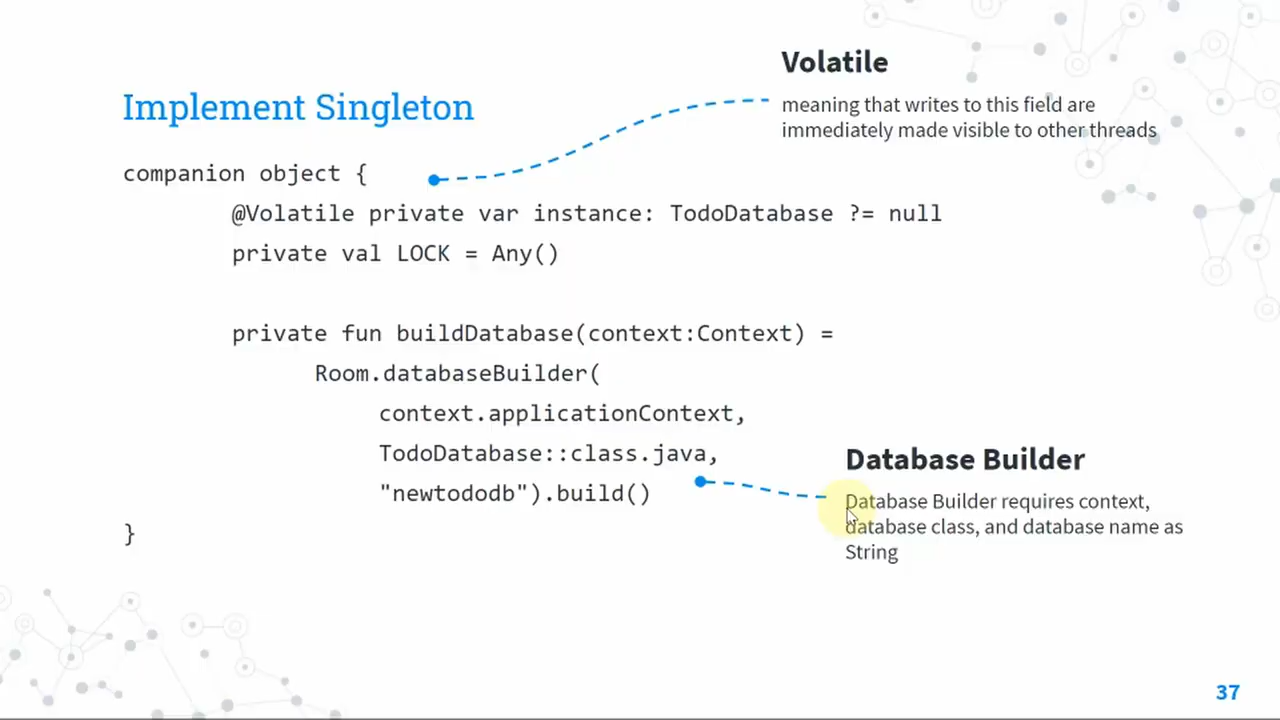 Implement Singleton
companion object {
@Volatile private var instance: TodoDatabase ?= null
private val LOCK = Any()
private fun buildDatabase(context:Context) =
Room.databaseBuilder(
context.applicationContext,
TodoDatabase::class.java,
"newtododb").build()
}
Volatile
meaning that writes to this field are
immediately made visible to other threads
Database Builder
Database Builder requires context,
database class, and database name as
String
37